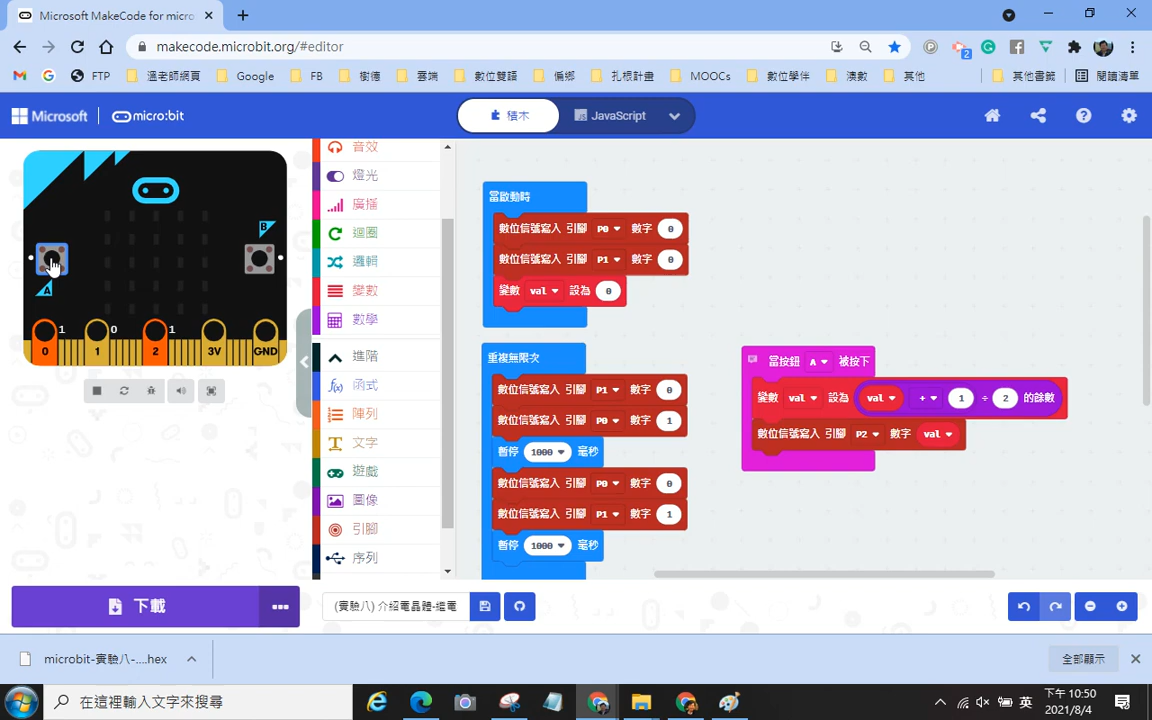 Microsoft MakeCode for micro
makecode.microbit.org/#editor
2
FTP
溫老師網頁
Google
FB
樹德
雲端
數位雙語
偏鄉
扎根計畫
MOOCs
數位學伴
澳數
其他
其他書籤
閱讀清單
Microsoft
micro:bit
積木
JavaScript
B
A
1 0 1
0 1 2 3V GND
音效
燈光
廣播
迴圈
邏輯
變數
數學
進階
函式
陣列
文字
遊戲
圖像
引腳
序列
當啟動時
數位信號寫入 引腳 P0 數字 0
數位信號寫入 引腳 P1 數字 0
變數 val 設為 0
重複無限次
數位信號寫入 引腳 P1 數字 0
數位信號寫入 引腳 P0 數字 1
暫停 1000 毫秒
數位信號寫入 引腳 P0 數字 0
數位信號寫入 引腳 P1 數字 1
暫停 1000 毫秒
當按鈕 A 被按下
變數 val 設為 val + 1 ÷ 2 的餘數
數位信號寫入 引腳 P2 數字 val
下載
(實驗八) 介紹電晶體-繼電
microbit-實驗八-....hex
全部顯示
在這裡輸入文字來搜尋
英
下午 10:50
2021/8/4